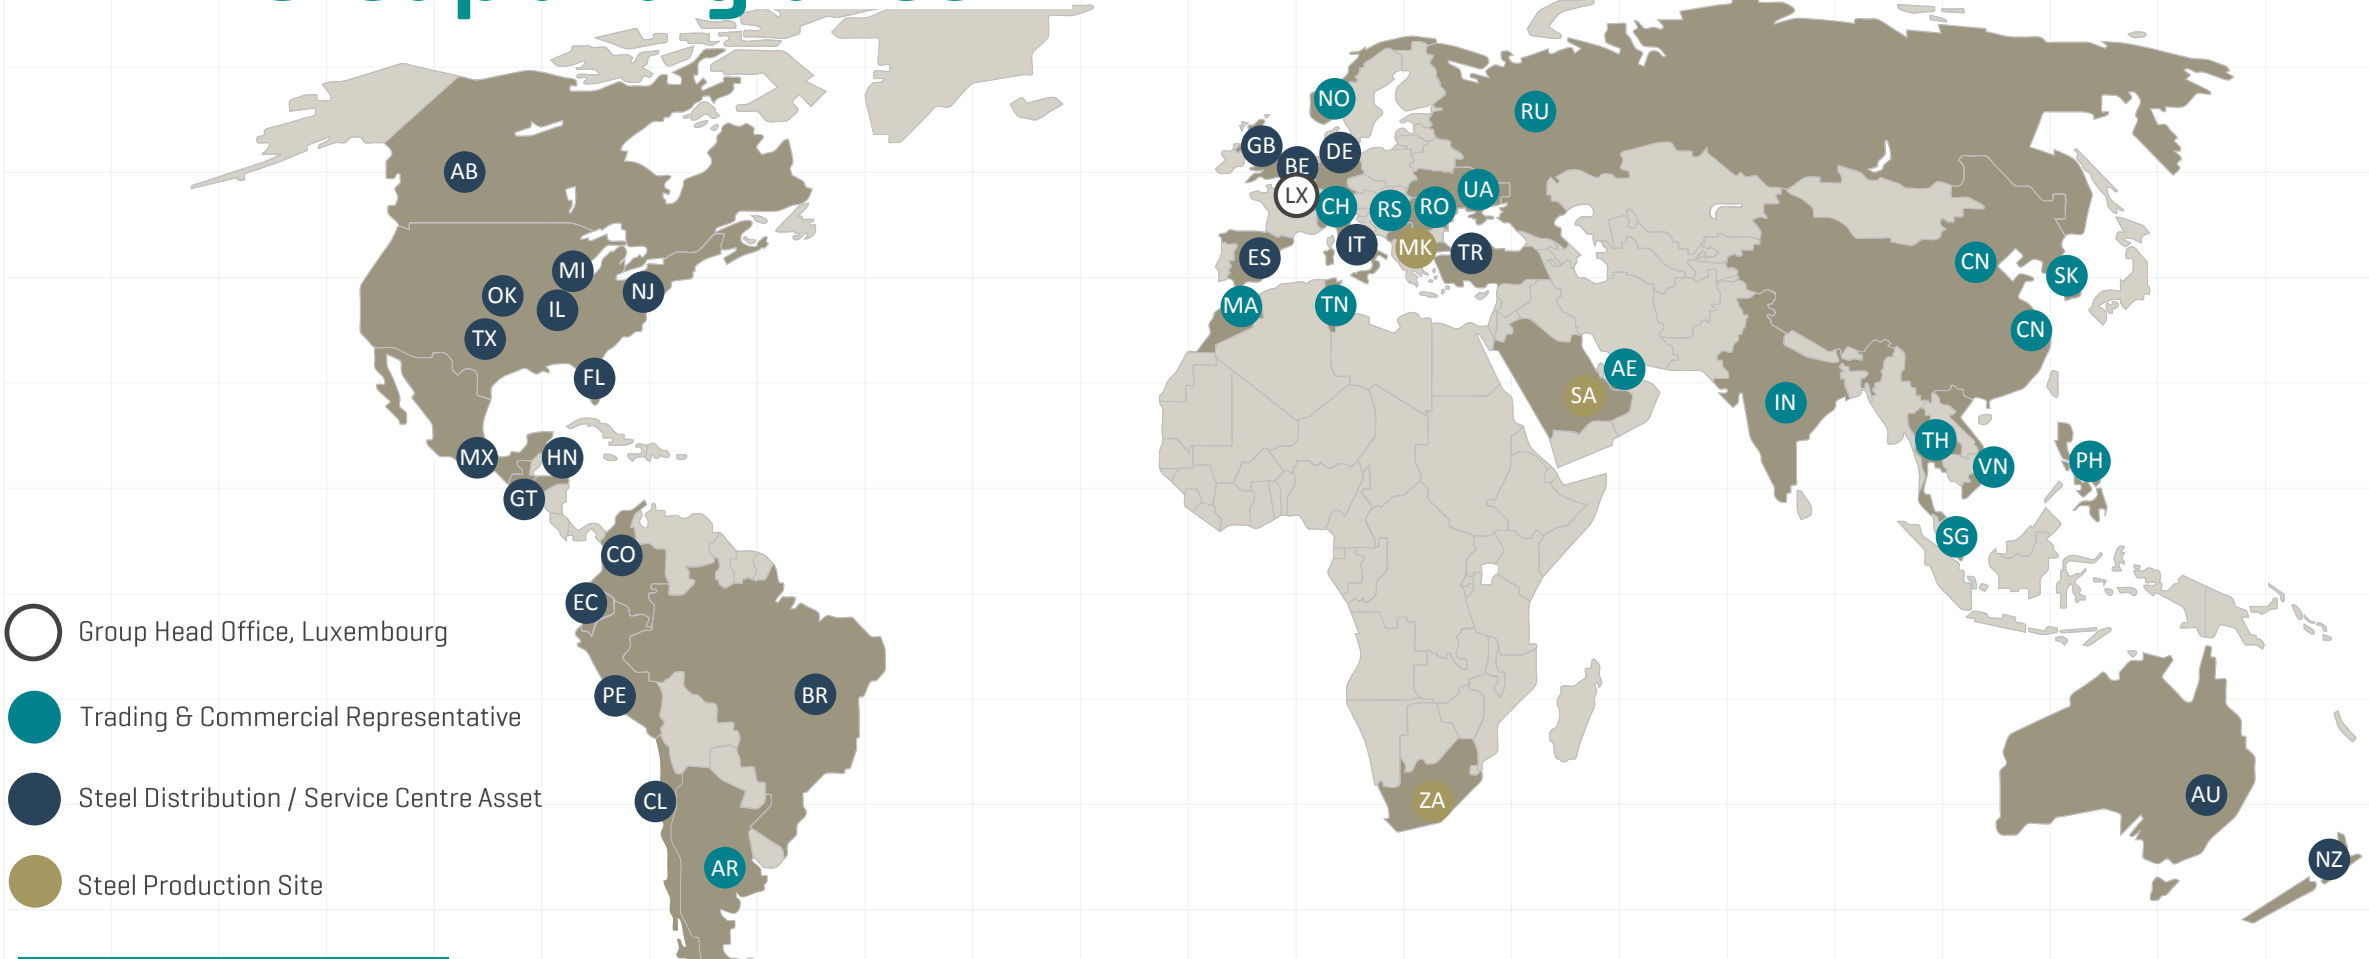 NO
RU
GB
DE
BE
AB
LX
CH
RS
RO
UA
IT
MK
TR
ES
CN
SK
MI
OK
IL
NJ
MA
TN
TX
CN
FL
AE
SA
IN
MX
HN
TH
VN
PH
GT
SG
CO
EC
Group Head Office, Luxembourg
PE
BR
Trading & Commercial Representative
CL
Steel Distribution / Service Centre Asset
ZA
AU
AR
NZ
Steel Production Site